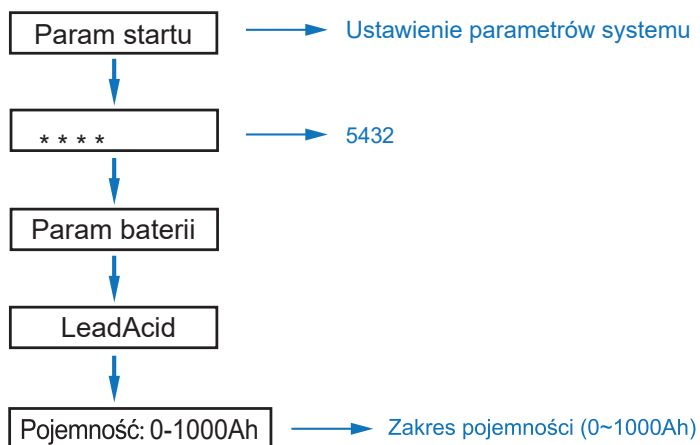 Param startu
Ustawienie parametrów systemu
* * * *
5432
Param baterii
LeadAcid
Pojemność: 0-1000Ah
Zakres pojemności (0~1000Ah)